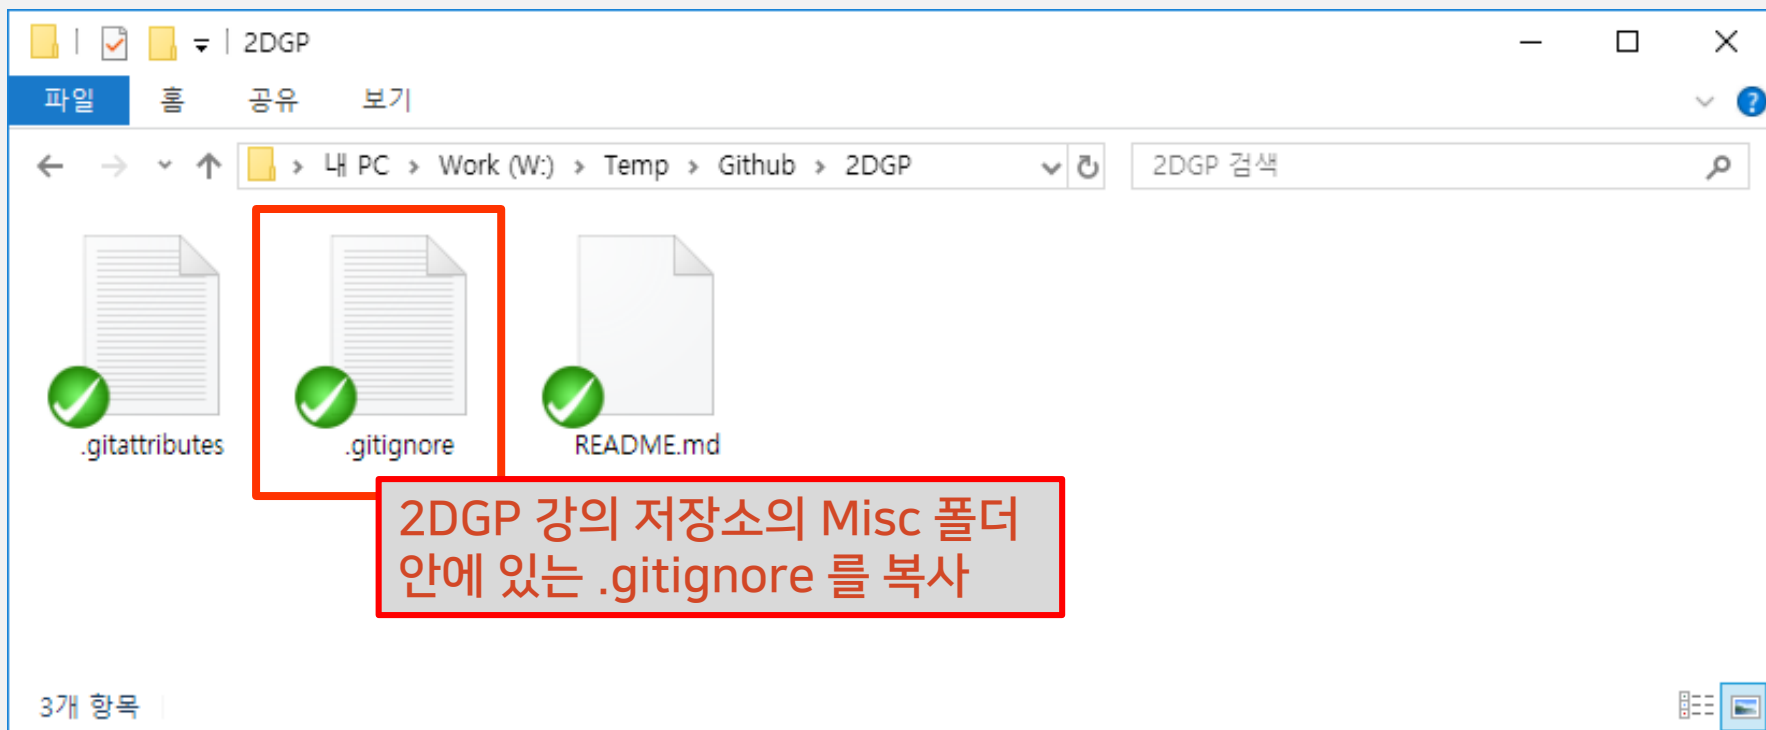 2DGP
파일 홈 공유 보기
내 PC › Work (W:) › Temp › Github › 2DGP
2DGP 검색
.gitattributes
.gitignore
README.md
2DGP 강의 저장소의 Misc 폴더
안에 있는 .gitignore 를 복사
3개 항목